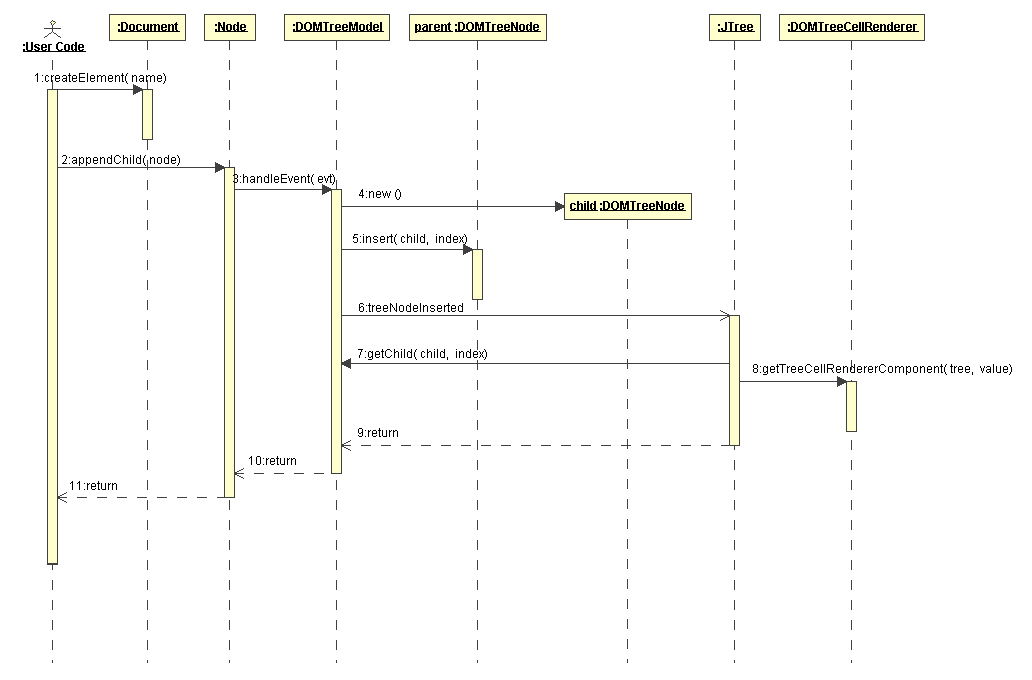 :User Code
:Document
:Node
:DOMTreeModel
parent :DOMTreeNode
:JTree
:DOMTreeCellRenderer
1:createElement( name)
2:appendChild( node)
3:handleEvent( evt)
4:new ()
child :DOMTreeNode
5:insert( child, index)
6:treeNodeInserted
7:getChild( child, index)
8:getTreeCellRendererComponent( tree, value)
9:return
10:return
11:return